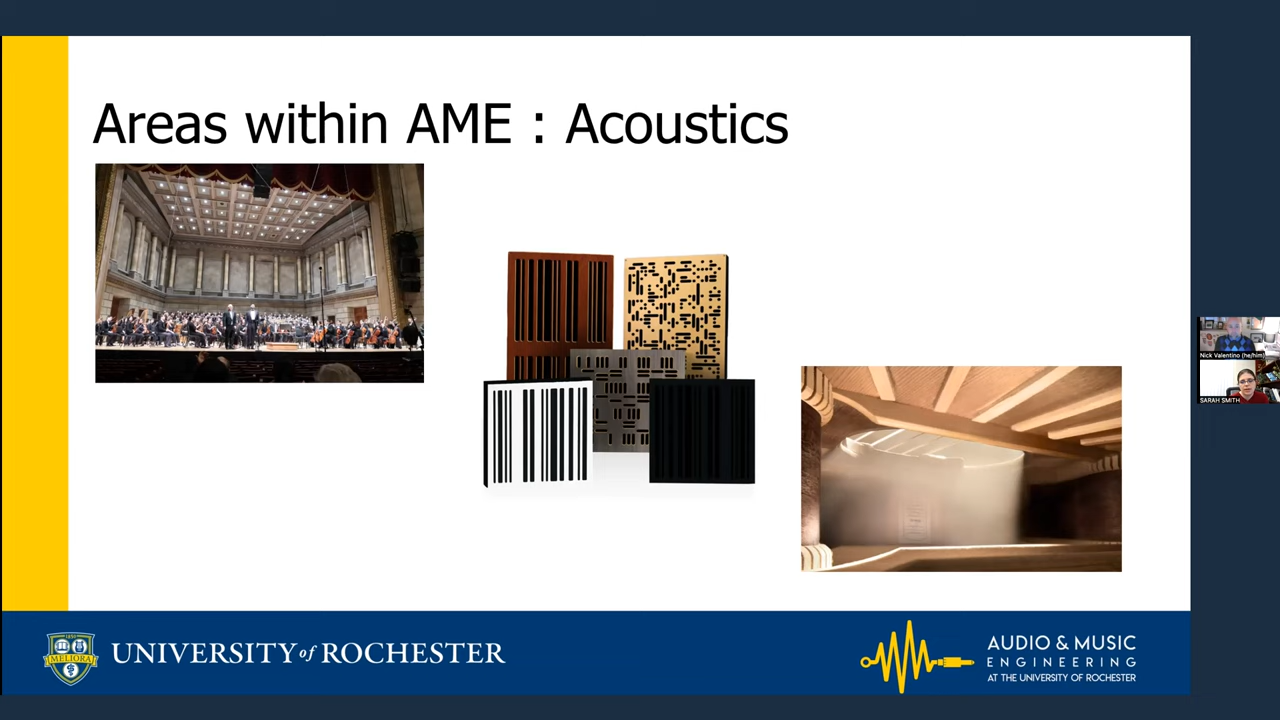 Areas within AME : Acoustics
Nick Valentino (he/him)
SARAH SMITH
MELIORA
UNIVERSITY of ROCHESTER
AUDIO & MUSIC
ENGINEERING
AT THE UNIVERSITY OF ROCHESTER